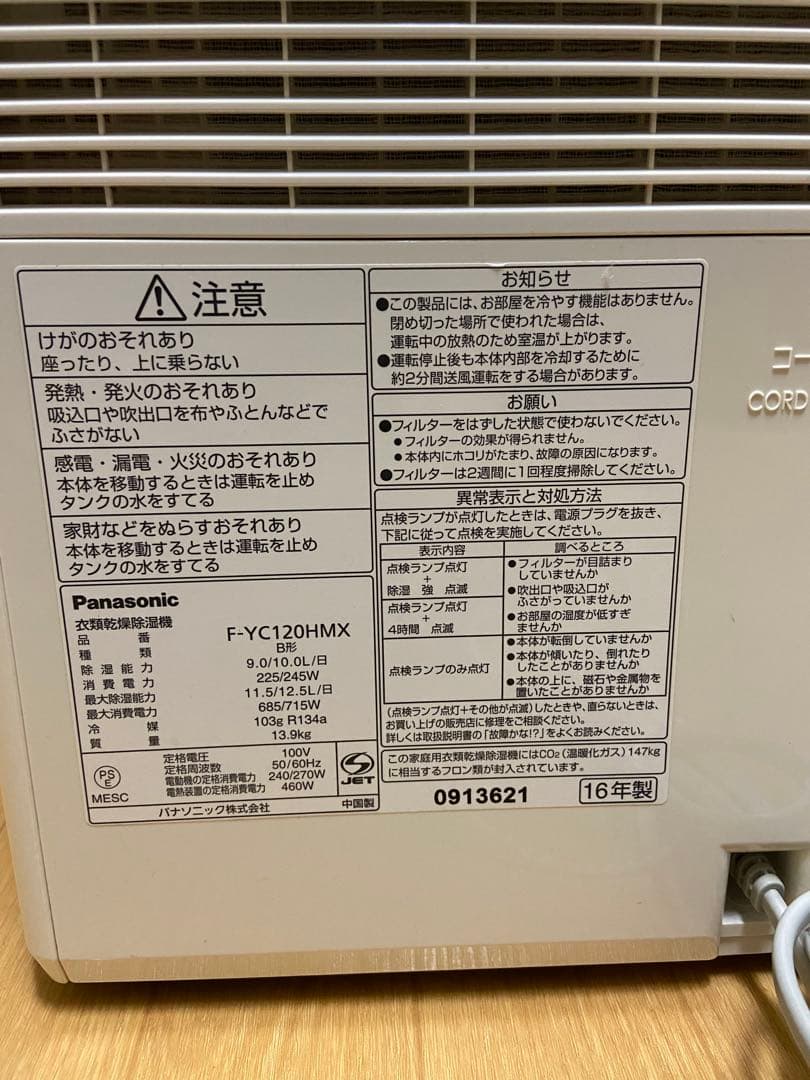 注意
けがのおそれあり
座ったり、上に乗らない
発熱・発火のおそれあり
吸込口や吹出口を布やふとんなどで
ふさがない
感電・漏電・火災のおそれあり
本体を移動するときは運転を止め
タンクの水をすてる
家財などをぬらすおそれあり
本体を移動するときは運転を止め
タンクの水をすてる
Panasonic
衣類乾燥除湿機
品番 F-YC120HMX
種類 B形
除湿能力 9.0/10.0L/日
消費電力 225/245W
最大除湿能力 11.5/12.5L/日
最大消費電力 685/715W
冷媒 103g R134a
質量 13.9kg
PSE
MESC
定格電圧 100V
定格周波数 50/60Hz
電動機の定格消費電力 240/270W
電熱装置の定格消費電力 460W
JET
パナソニック株式会社 中国製
お知らせ
●この製品には、お部屋を冷やす機能はありません。
閉め切った場所で使われた場合は、
運転中の放熱のため室温が上がります。
●運転停止後も本体内部を冷却するために
約2分間送風運転をする場合があります。
お願い
●フィルターをはずした状態で使わないでください。
●フィルターの効果が得られません。
●本体内にホコリがたまり、故障の原因になります。
●フィルターは2週間に1回程度掃除してください。
異常表示と対処方法
点検ランプが点灯したときは、電源プラグを抜き、
下記に従って点検を実施してください。
表示内容 調べるところ
点検ランプ点灯
+
除湿 強 点滅
点検ランプ点灯
+
4時間 点滅
●フィルターが目詰まり
していませんか
●吹出口や吸込口が
ふさがっていませんか
●お部屋の湿度が低すぎ
ませんか
点検ランプのみ点灯
●本体が転倒していませんか
●本体が傾いたり、倒れたり
したことがありませんか
●本体の上に、磁石や金属物を
置いたことがありませんか
(点検ランプ点灯+その他が点滅)したときや、直らないときは、
お買い上げの販売店に修理をご相談ください。
詳しくは取扱説明書の「故障かな!?」をよくお読みください。
この家庭用衣類乾燥除湿機にはCO2(温暖化ガス)147kg
に相当するフロン類が封入されています。
0913621 16年製
コー
CORD